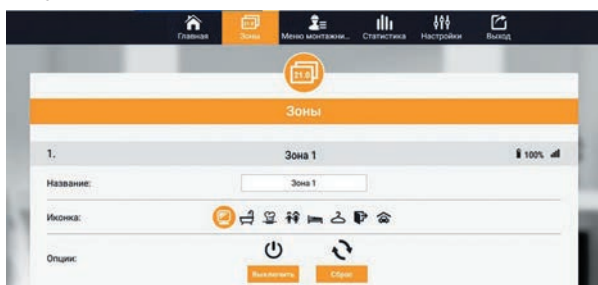 Главная Зоны Меню монтажни... Статистика Настройки Выход
21.0
Зоны
1. Зона 1 100%
Название: Зона 1
Иконка:
Опции:
Выключить Сброс